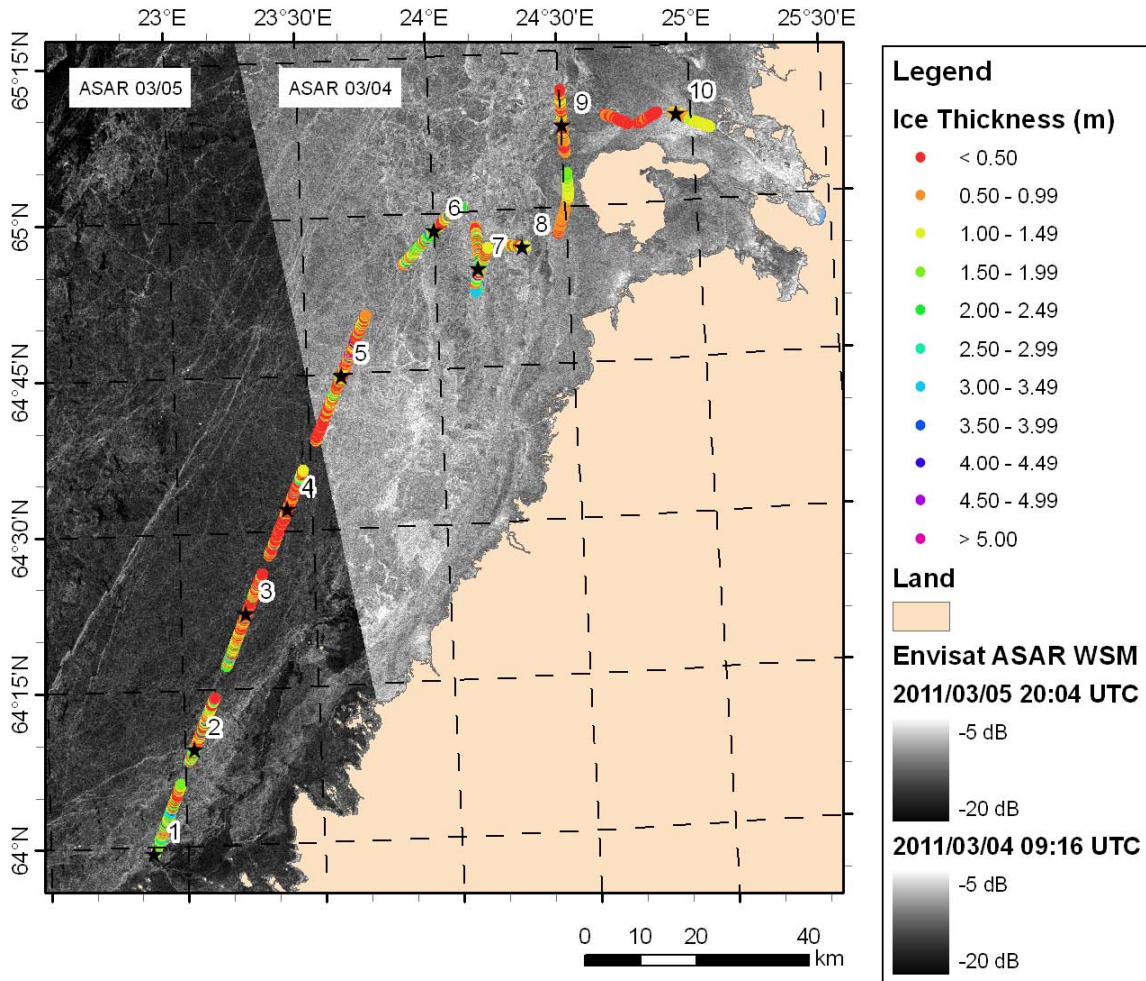 23°E 23°30'E 24°E 24°30'E 25°E 25°30'E
65°15'N
65°N
64°45'N
64°30'N
64°15'N
64°N
ASAR 03/05
ASAR 03/04
9
10
6
8
7
5
4
3
2
1
0 10 20 40
km
Legend
Ice Thickness (m)
< 0.50
0.50 - 0.99
1.00 - 1.49
1.50 - 1.99
2.00 - 2.49
2.50 - 2.99
3.00 - 3.49
3.50 - 3.99
4.00 - 4.49
4.50 - 4.99
> 5.00
Land
Envisat ASAR WSM
2011/03/05 20:04 UTC
-5 dB
-20 dB
2011/03/04 09:16 UTC
-5 dB
-20 dB